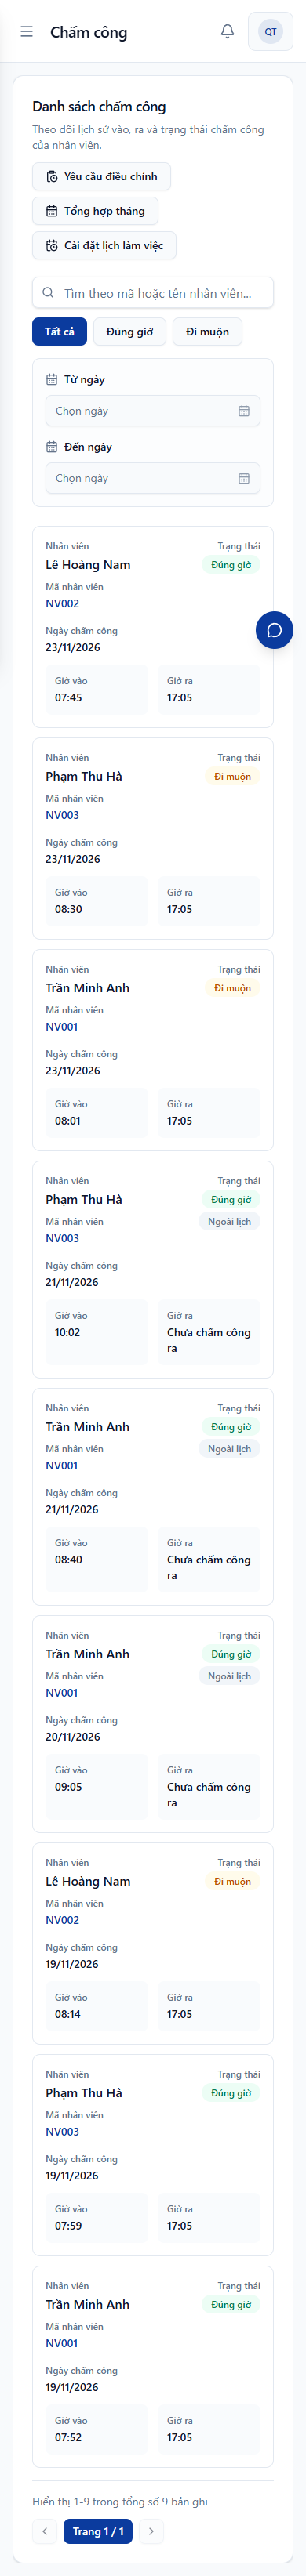 Chấm công
QT
Danh sách chấm công
Theo dõi lịch sử vào, ra và trạng thái chấm công
của nhân viên.
Yêu cầu điều chỉnh
Tổng hợp tháng
Cài đặt lịch làm việc
Tìm theo mã hoặc tên nhân viên...
Tất cả
Đúng giờ
Đi muộn
Từ ngày
Chọn ngày
Đến ngày
Chọn ngày
Nhân viên
Trạng thái
Lê Hoàng Nam
Đúng giờ
Mã nhân viên
NV002
Ngày chấm công
23/11/2026
Giờ vào
Giờ ra
07:45
17:05
Nhân viên
Trạng thái
Phạm Thu Hà
Đi muộn
Mã nhân viên
NV003
Ngày chấm công
23/11/2026
Giờ vào
Giờ ra
08:30
17:05
Nhân viên
Trạng thái
Trần Minh Anh
Đi muộn
Mã nhân viên
NV001
Ngày chấm công
23/11/2026
Giờ vào
Giờ ra
08:01
17:05
Nhân viên
Trạng thái
Phạm Thu Hà
Đúng giờ
Mã nhân viên
Ngoài lịch
NV003
Ngày chấm công
21/11/2026
Giờ vào
Giờ ra
10:02
Chưa chấm công
ra
Nhân viên
Trạng thái
Trần Minh Anh
Đúng giờ
Mã nhân viên
Ngoài lịch
NV001
Ngày chấm công
21/11/2026
Giờ vào
Giờ ra
08:40
Chưa chấm công
ra
Nhân viên
Trạng thái
Trần Minh Anh
Đúng giờ
Mã nhân viên
Ngoài lịch
NV001
Ngày chấm công
20/11/2026
Giờ vào
Giờ ra
09:05
Chưa chấm công
ra
Nhân viên
Trạng thái
Lê Hoàng Nam
Đi muộn
Mã nhân viên
NV002
Ngày chấm công
19/11/2026
Giờ vào
Giờ ra
08:14
17:05
Nhân viên
Trạng thái
Phạm Thu Hà
Đúng giờ
Mã nhân viên
NV003
Ngày chấm công
19/11/2026
Giờ vào
Giờ ra
07:59
17:05
Nhân viên
Trạng thái
Trần Minh Anh
Đúng giờ
Mã nhân viên
NV001
Ngày chấm công
19/11/2026
Giờ vào
Giờ ra
07:52
17:05
Hiển thị 1-9 trong tổng số 9 bản ghi
Trang 1 / 1